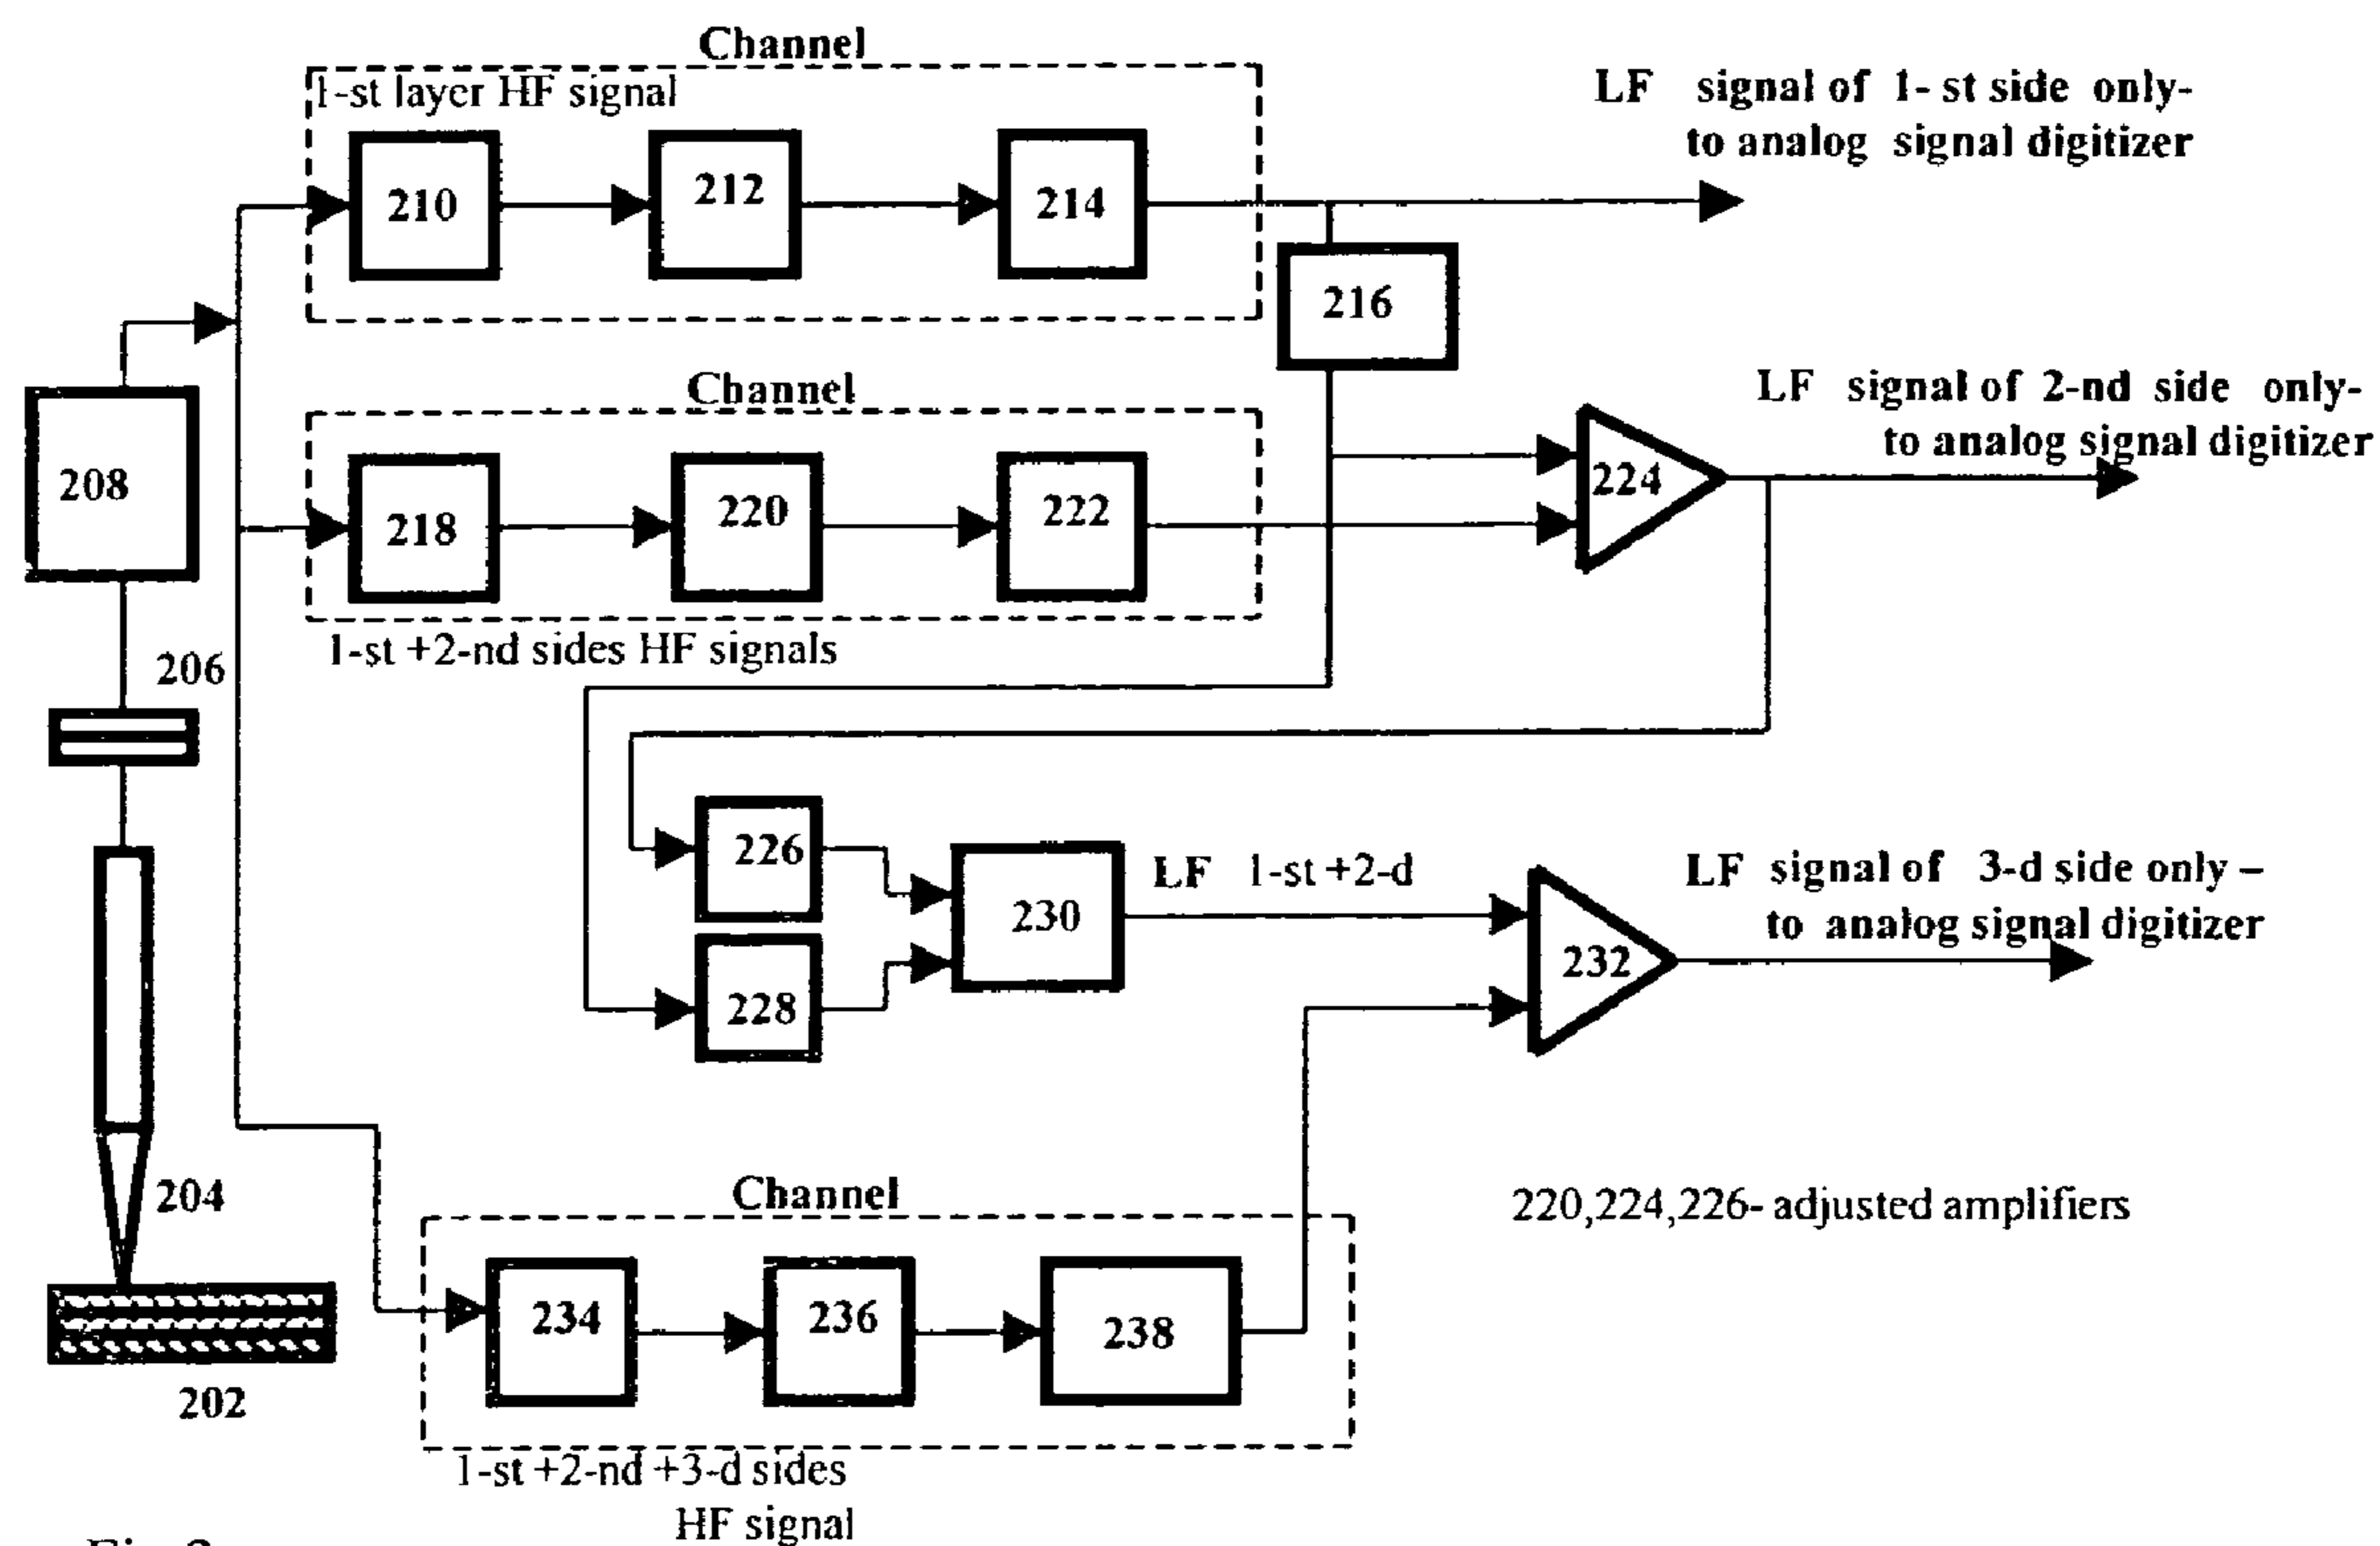 Channel
1-st layer HF signal
LF signal of 1- st side only-
to analog signal digitizer
210
212
214
216
208
Channel
LF signal of 2-nd side only-
to analog signal digitizer
218
220
222
224
1-st +2-nd sides HF signals
206
226
228
230
LF 1-st +2-d
LF signal of 3-d side only –
to analog signal digitizer
232
204
Channel
220,224,226- adjusted amplifiers
234
236
238
202
1-st +2-nd +3-d sides
HF signal